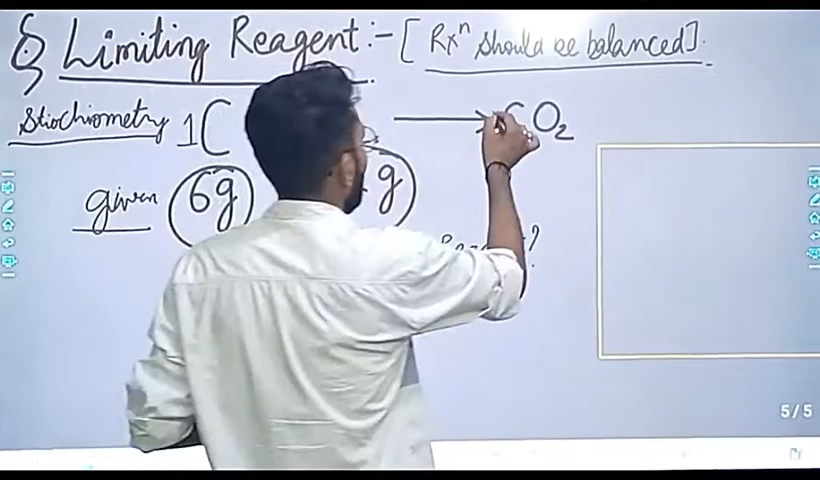 § Limiting Reagent :- [ Rxⁿ should be balanced ].
Stiochiometry 1C → CO₂
given 6g g
?
5/5